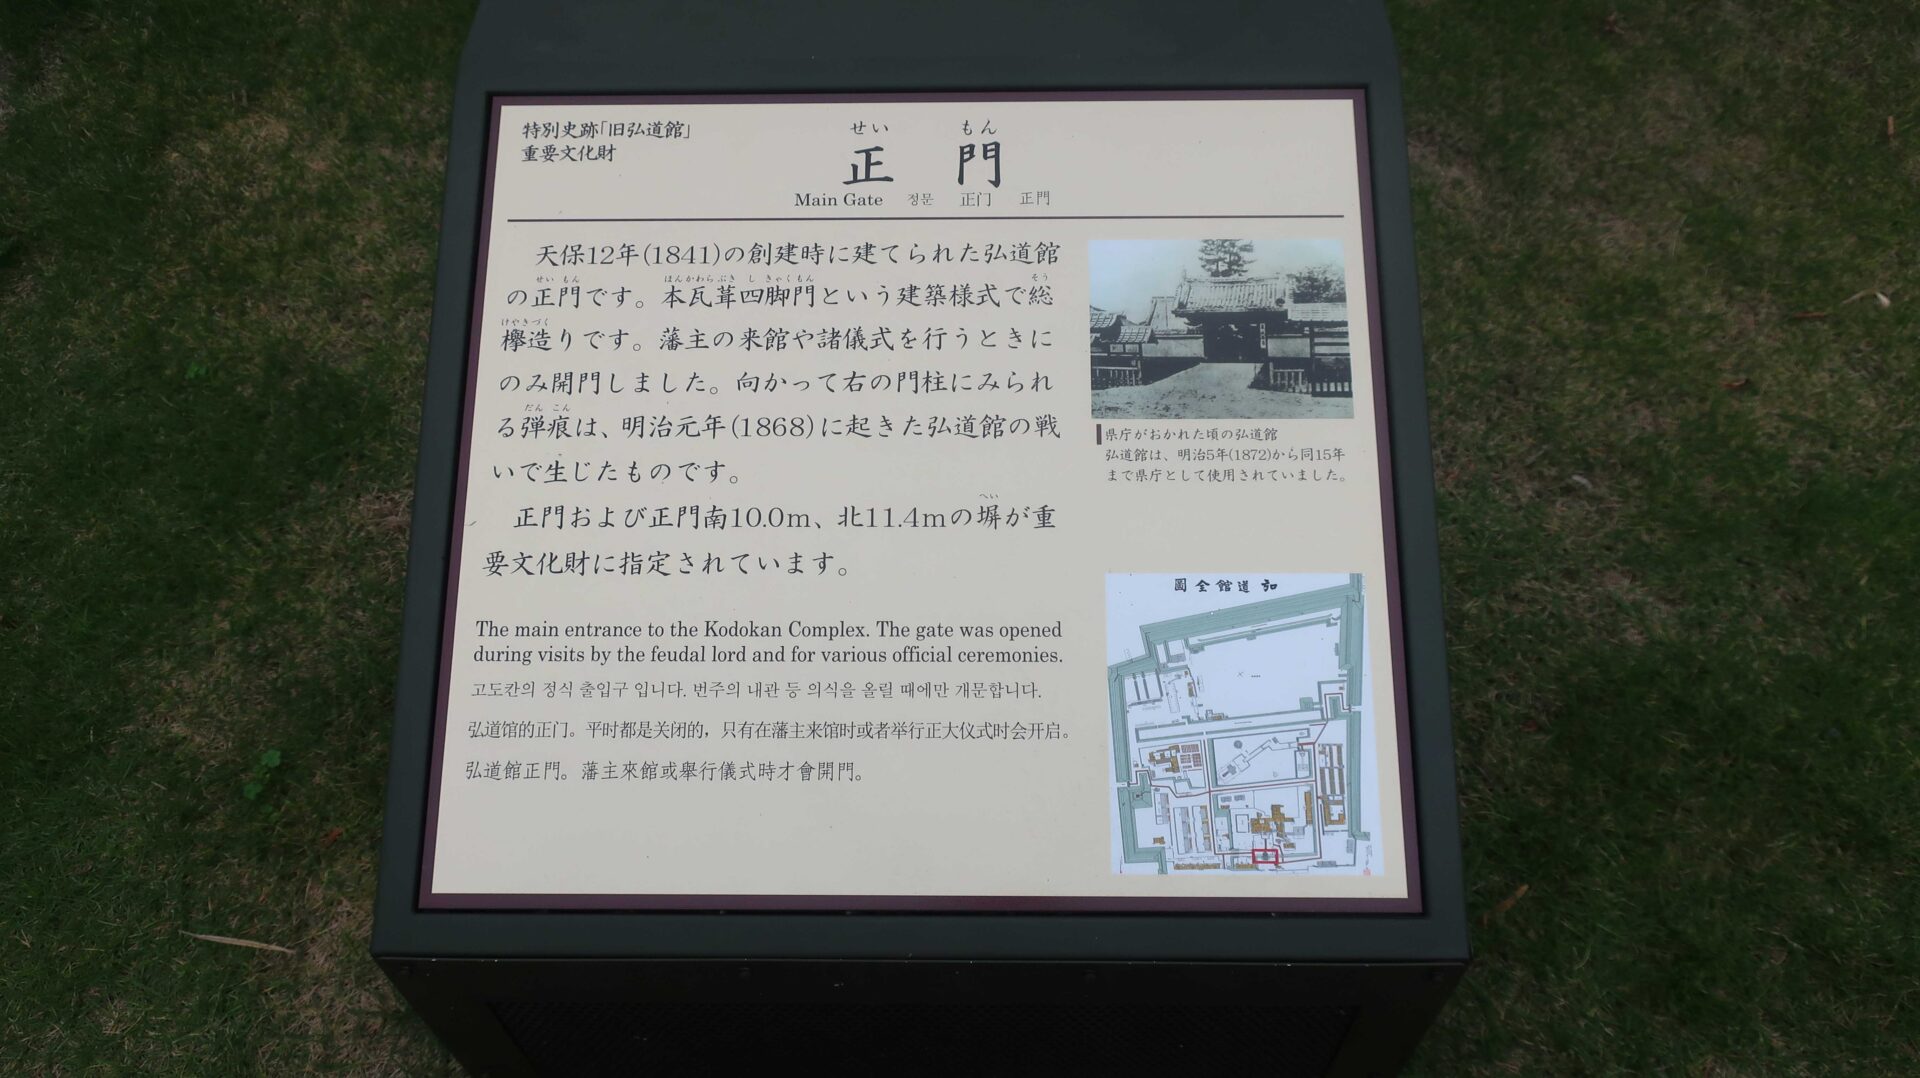 特別史跡「旧弘道館」
重要文化財
せい もん
正 門
Main Gate 정문 正门 正門
天保12年(1841)の創建時に建てられた弘道館
せい もん ほんかわらぶき し きゃくもん そう
の正門です。本瓦葺四脚門という建築様式で総
けやきづく
欅造りです。藩主の来館や諸儀式を行うときに
のみ開門しました。向かって右の門柱にみられ
だん こん
る弾痕は、明治元年(1868)に起きた弘道館の戦
いで生じたものです。
へい
正門および正門南10.0m、北11.4mの塀が重
要文化財に指定されています。
The main entrance to the Kodokan Complex. The gate was opened
during visits by the feudal lord and for various official ceremonies.
고도칸의 정식 출입구 입니다. 번주의 내관 등 의식을 올릴 때에만 개문합니다.
弘道馆的正门。平时都是关闭的，只有在藩主来馆时或者举行正大仪式时会开启。
弘道館正門。藩主來館或舉行儀式時才會開門。
県庁がおかれた頃の弘道館
弘道館は、明治5年(1872)から同15年
まで県庁として使用されていました。
圖全館道弘